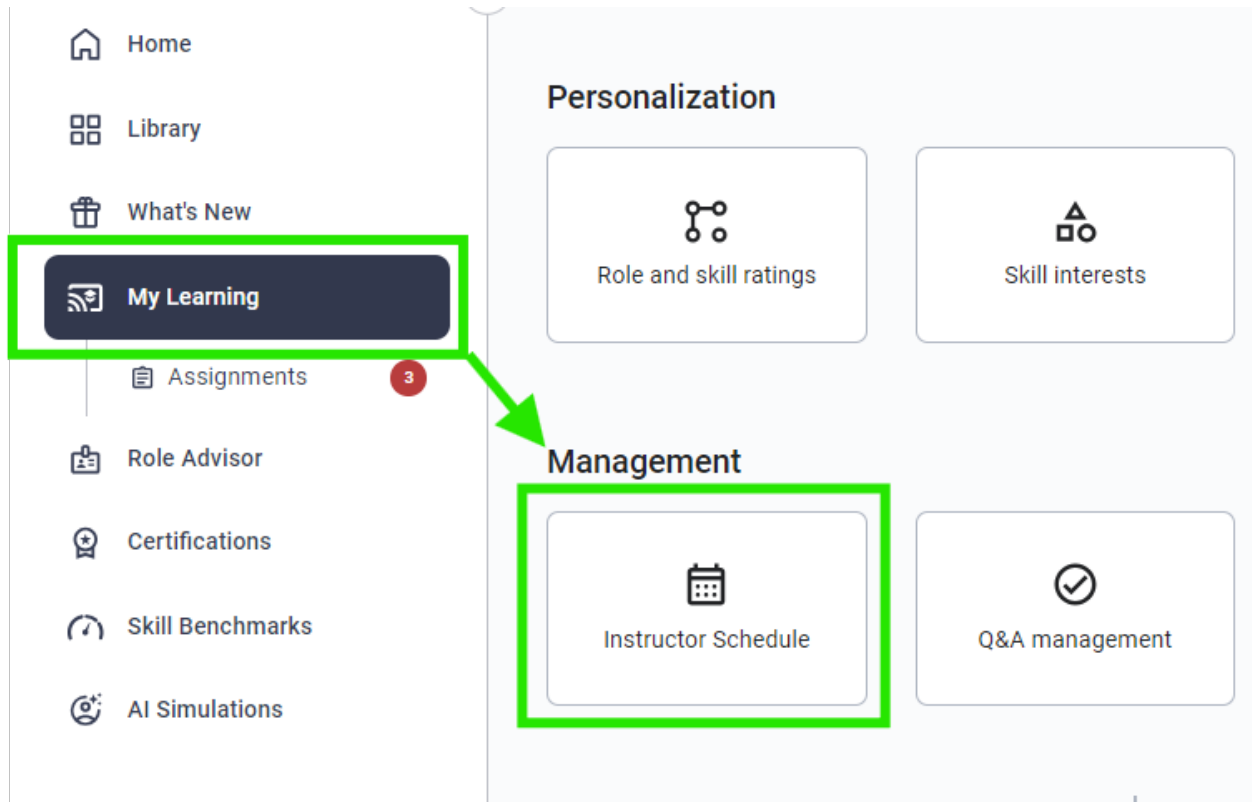 Home
Library
What's New
My Learning
Assignments
3
Role Advisor
Certifications
Skill Benchmarks
AI Simulations
Personalization
Role and skill ratings
Skill interests
Management
Instructor Schedule
Q&A management